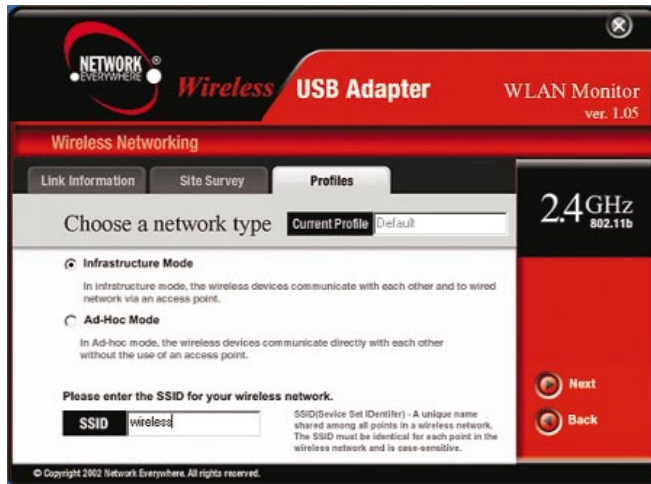 NETWORK ®
EVERYWHERE
Wireless USB Adapter
WLAN Monitor
ver. 1.05
Wireless Networking
Link Information
Site Survey
Profiles
2.4 GHz
802.11b
Choose a network type
Current Profile Default
Infrastructure Mode
In infrstructure mode, the wireless devices communicate with each other and to wired
network via an access point.
Ad-Hoc Mode
In Ad-hoc mode, the wireless devices communicate directly with each other
without the use of an access point.
Please enter the SSID for your wireless network.
SSID wireless
SSID(Sevice Set IDentifer) - A unique name
shared among all points in a wireless network.
The SSID must be identical for each point in the
wireless network and is case-sensitive.
Next
Back
© Copyright 2002 Network Everywhere. All rights reserved.